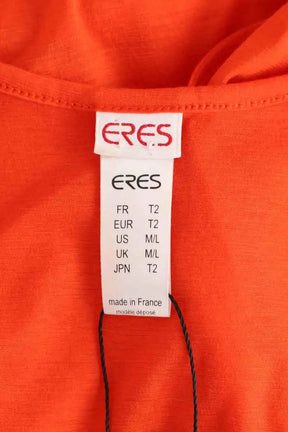 ERES
ERES
FR T2
EUR T2
US M/L
UK M/L
JPN T2
made in France
modèle déposé